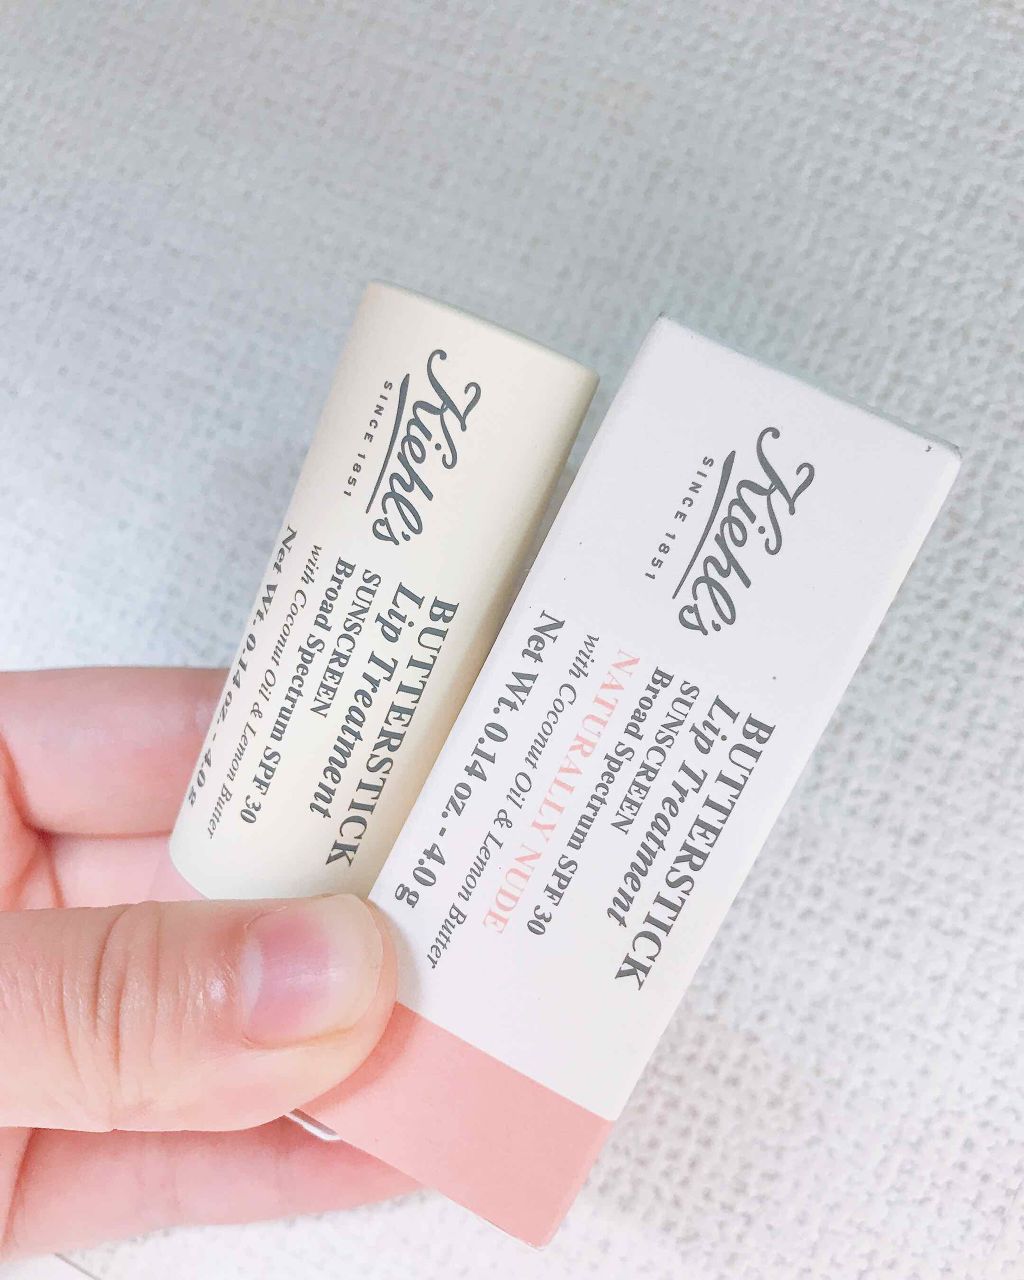 Kiehl's
SINCE 1851
BUTTERSTICK
Lip Treatment
SUNSCREEN
Broad Spectrum SPF 30
with Coconut Oil & Lemon Butter
Net Wt. 0.14 oz. - 4.0 g
Kiehl's
SINCE 1851
BUTTERSTICK
Lip Treatment
SUNSCREEN
Broad Spectrum SPF 30
NATURALLY NUDE
with Coconut Oil & Lemon Butter
Net Wt. 0.14 oz. - 4.0 g